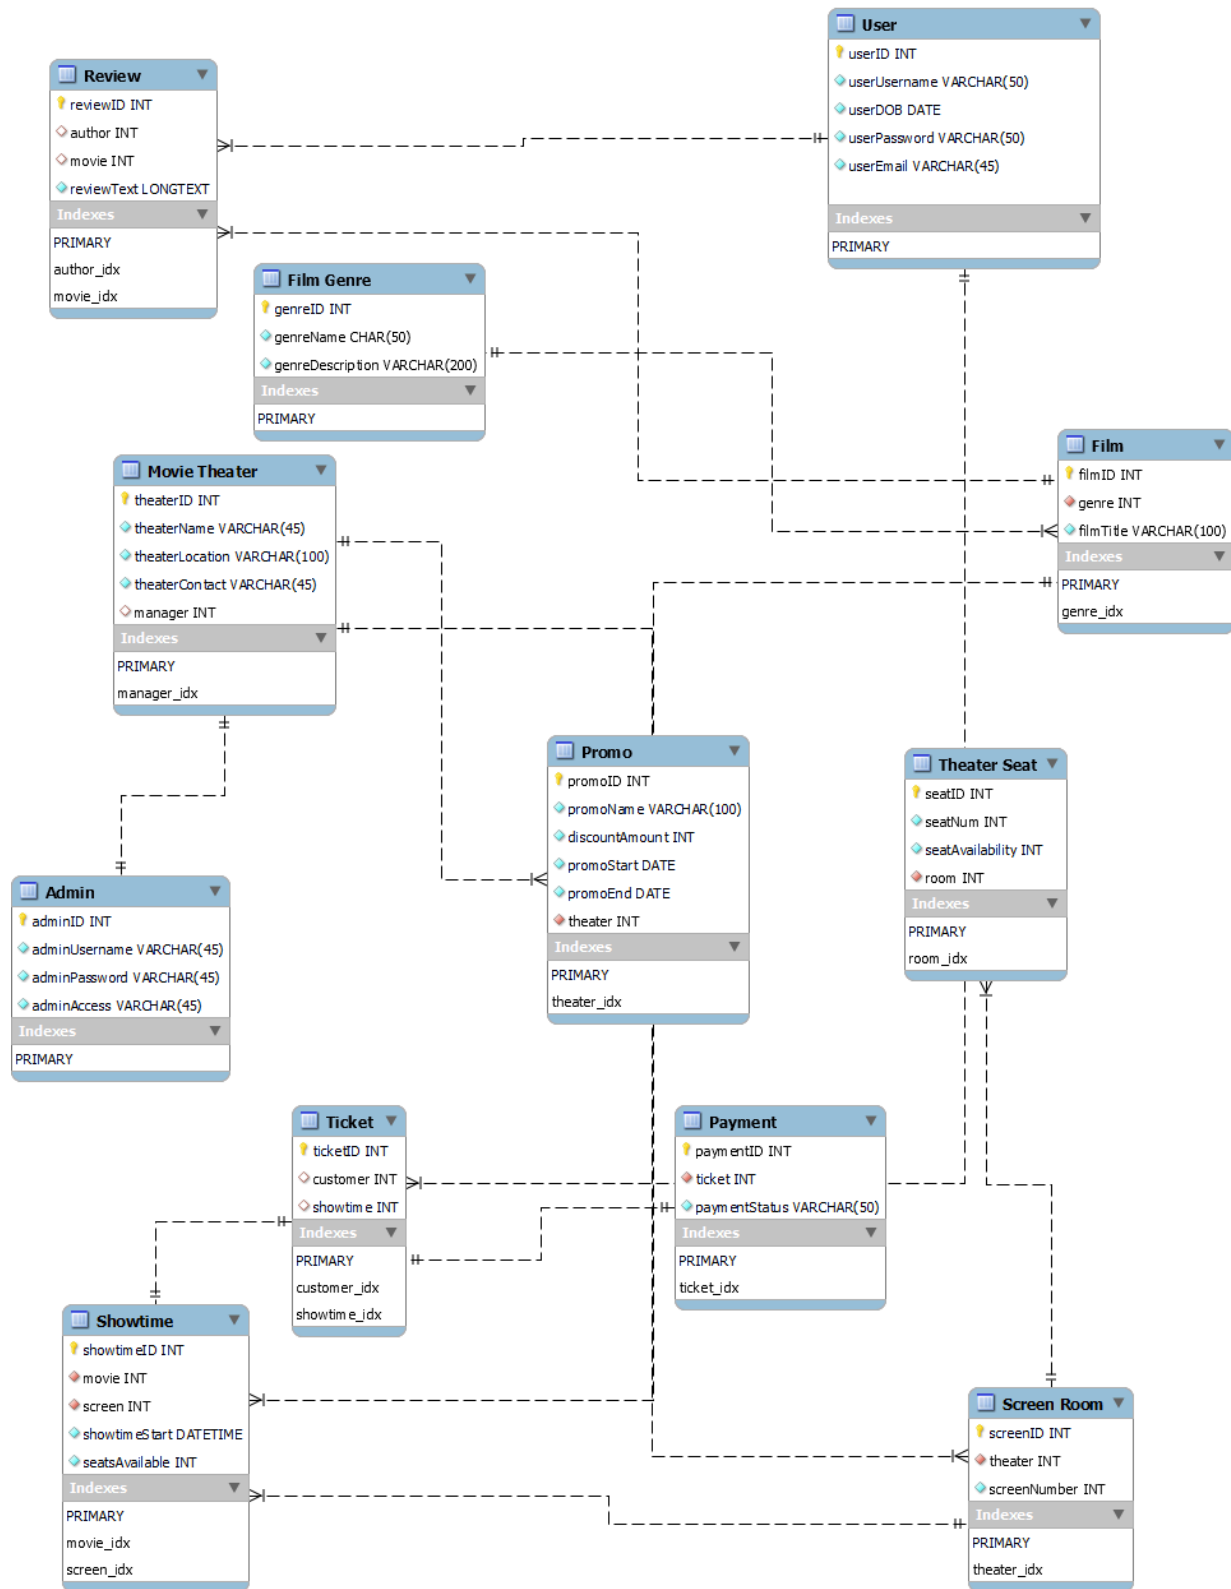 User
userID INT
userUsername VARCHAR(50)
userDOB DATE
userPassword VARCHAR(50)
userEmail VARCHAR(45)
Indexes
PRIMARY
Review
reviewID INT
author INT
movie INT
reviewText LONGTEXT
Indexes
PRIMARY
author_idx
movie_idx
Film Genre
genreID INT
genreName CHAR(50)
genreDescription VARCHAR(200)
Indexes
PRIMARY
Film
filmID INT
genre INT
filmTitle VARCHAR(100)
Indexes
PRIMARY
genre_idx
Movie Theater
theaterID INT
theaterName VARCHAR(45)
theaterLocation VARCHAR(100)
theaterContact VARCHAR(45)
manager INT
Indexes
PRIMARY
manager_idx
Promo
promoID INT
promoName VARCHAR(100)
discountAmount INT
promoStart DATE
promoEnd DATE
theater INT
Indexes
PRIMARY
theater_idx
Theater Seat
seatID INT
seatNum INT
seatAvailability INT
room INT
Indexes
PRIMARY
room_idx
Admin
adminID INT
adminUsername VARCHAR(45)
adminPassword VARCHAR(45)
adminAccess VARCHAR(45)
Indexes
PRIMARY
Ticket
ticketID INT
customer INT
showtime INT
Indexes
PRIMARY
customer_idx
showtime_idx
Payment
paymentID INT
ticket INT
paymentStatus VARCHAR(50)
Indexes
PRIMARY
ticket_idx
Showtime
showtimeID INT
movie INT
screen INT
showtimeStart DATETIME
seatsAvailable INT
Indexes
PRIMARY
movie_idx
screen_idx
Screen Room
screenID INT
theater INT
screenNumber INT
Indexes
PRIMARY
theater_idx